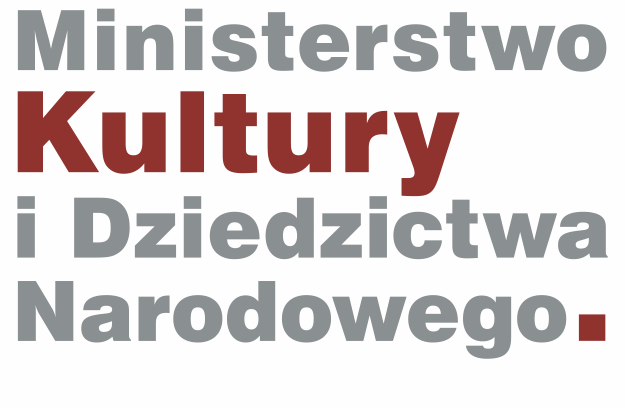 Ministerstwo
Kultury
i Dziedzictwa
Narodowego.